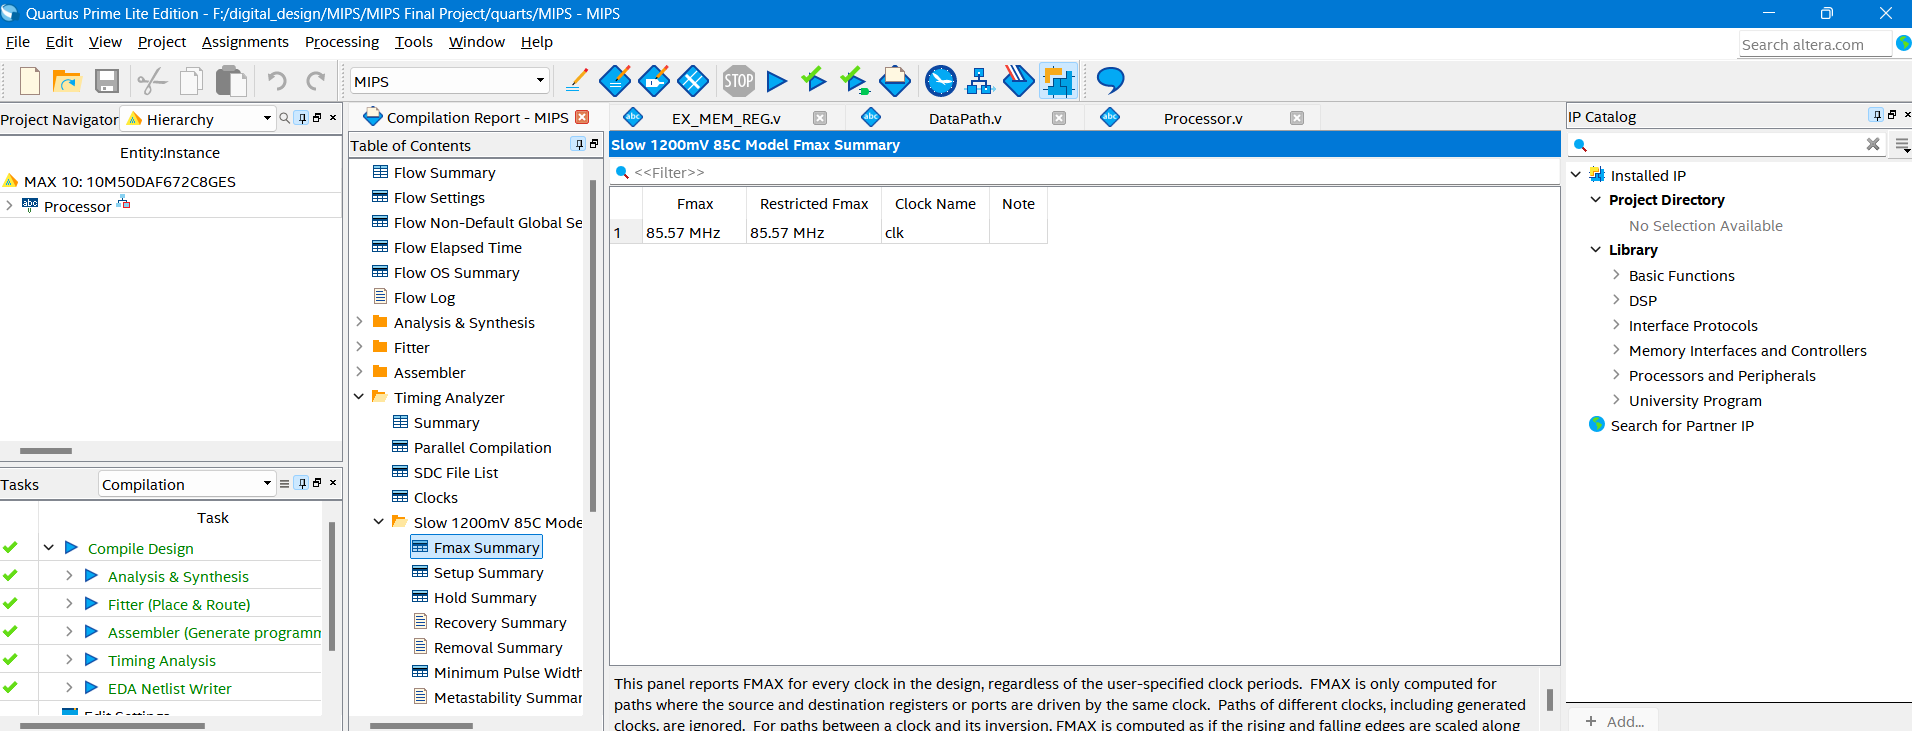 Quartus Prime Lite Edition - F:/digital_design/MIPS/MIPS Final Project/quarts/MIPS - MIPS
File Edit View Project Assignments Processing Tools Window Help
Search altera.com
MIPS
STOP
Project Navigator Hierarchy
Entity:Instance
MAX 10: 10M50DAF672C8GES
abc Processor
Tasks Compilation
Task
Compile Design
Analysis & Synthesis
Fitter (Place & Route)
Assembler (Generate programm
Timing Analysis
EDA Netlist Writer
Edit Settings
Compilation Report - MIPS
Table of Contents
Flow Summary
Flow Settings
Flow Non-Default Global Se
Flow Elapsed Time
Flow OS Summary
Flow Log
Analysis & Synthesis
Fitter
Assembler
Timing Analyzer
Summary
Parallel Compilation
SDC File List
Clocks
Slow 1200mV 85C Mode
Fmax Summary
Setup Summary
Hold Summary
Recovery Summary
Removal Summary
Minimum Pulse Width
Metastability Summar
abc EX_MEM_REG.v abc DataPath.v abc Processor.v
Slow 1200mV 85C Model Fmax Summary
<<Filter>>
Fmax Restricted Fmax Clock Name Note
1 85.57 MHz 85.57 MHz clk
This panel reports FMAX for every clock in the design, regardless of the user-specified clock periods. FMAX is only computed for
paths where the source and destination registers or ports are driven by the same clock. Paths of different clocks, including generated
clocks, are ignored. For paths between a clock and its inversion, FMAX is computed as if the rising and falling edges are scaled along
IP Catalog
Installed IP
Project Directory
No Selection Available
Library
Basic Functions
DSP
Interface Protocols
Memory Interfaces and Controllers
Processors and Peripherals
University Program
Search for Partner IP
+ Add...